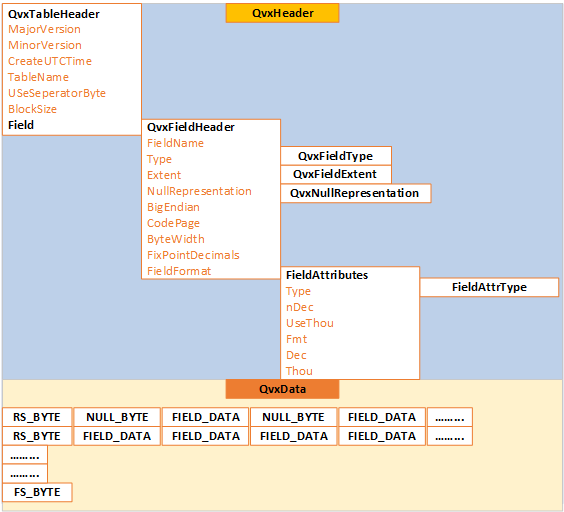 QvxTableHeader
QvxHeader
MajorVersion
MinorVersion
CreateUTCTime
TableName
USeSeperatorByte
BlockSize
Field
QvxFieldHeader
FieldName
Type
QvxFieldType
Extent
QvxFieldExtent
NullRepresentation
QvxNullRepresentation
BigEndian
CodePage
ByteWidth
FixPointDecimals
FieldFormat
FieldAttributes
Type
FieldAttrType
nDec
UseThou
Fmt
Dec
Thou
QvxData
RS_BYTE NULL_BYTE FIELD_DATA NULL_BYTE FIELD_DATA .........
RS_BYTE FIELD_DATA FIELD_DATA FIELD_DATA FIELD_DATA .........
.........
.........
FS_BYTE